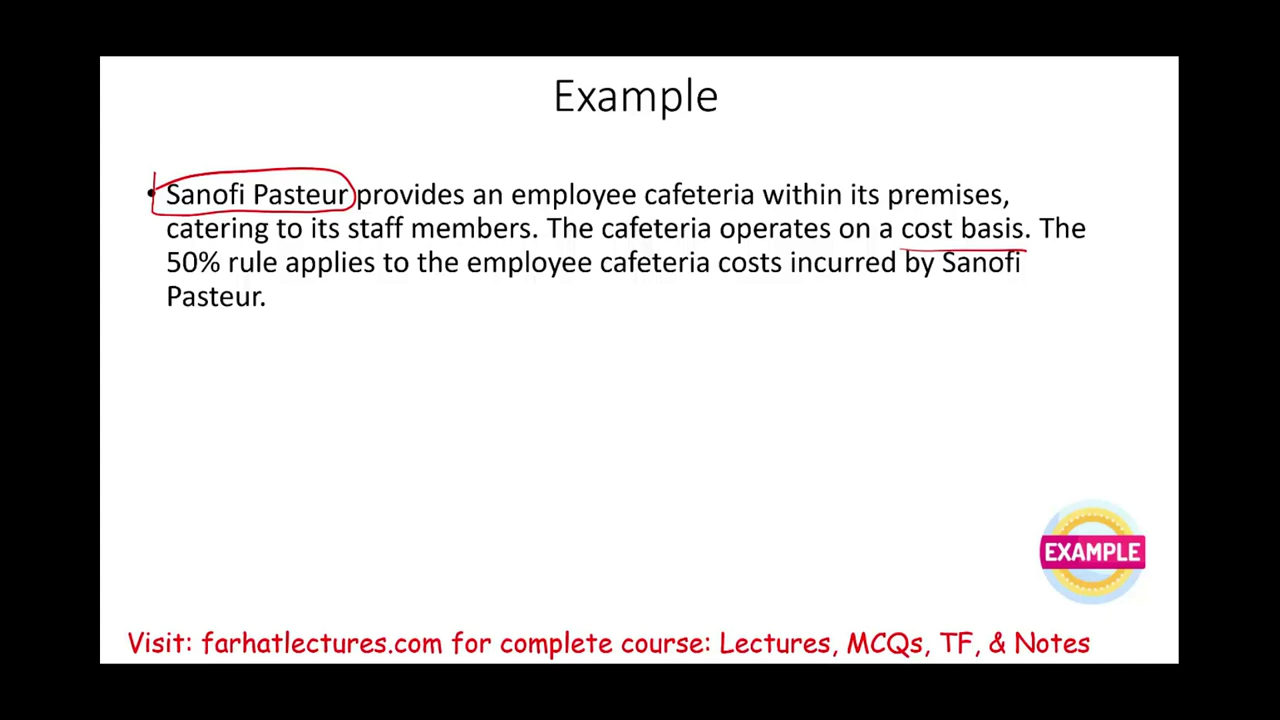 Example
• Sanofi Pasteur provides an employee cafeteria within its premises,
catering to its staff members. The cafeteria operates on a cost basis. The
50% rule applies to the employee cafeteria costs incurred by Sanofi
Pasteur.
EXAMPLE
Visit: farhatlectures.com for complete course: Lectures, MCQs, TF, & Notes